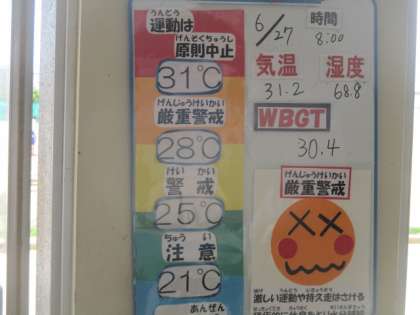 うんどう
運動は
げんそくちゅうし
原則中止
31℃
げんじゅうけいかい
厳重警戒
28℃
けいかい
警戒
25℃
ちゅうい
注意
21℃
あんぜん
6/27
時間
8:00
気温
湿度
31.2
68.8
WBGT
30.4
げんじゅうけいかい
厳重警戒
激しい運動や持久走はさける